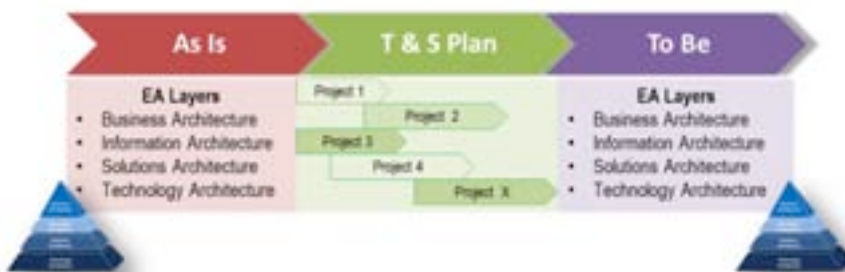 As Is
T & S Plan
To Be
EA Layers
• Business Architecture
• Information Architecture
• Solutions Architecture
• Technology Architecture
Project 1
Project 2
Project 3
Project 4
Project X
EA Layers
• Business Architecture
• Information Architecture
• Solutions Architecture
• Technology Architecture